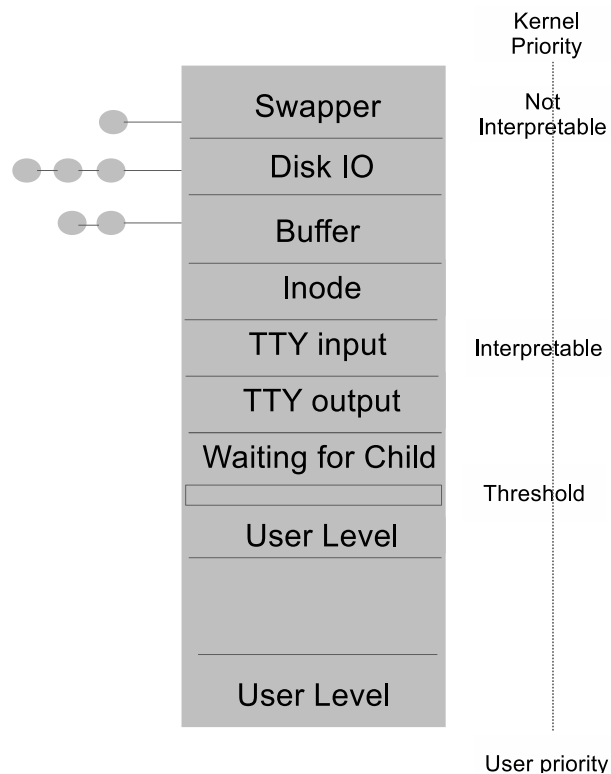 Kernel
Priority
Swapper
Not
Interpretable
Disk IO
Buffer
Inode
TTY input
Interpretable
TTY output
Waiting for Child
Threshold
User Level
User Level
User priority